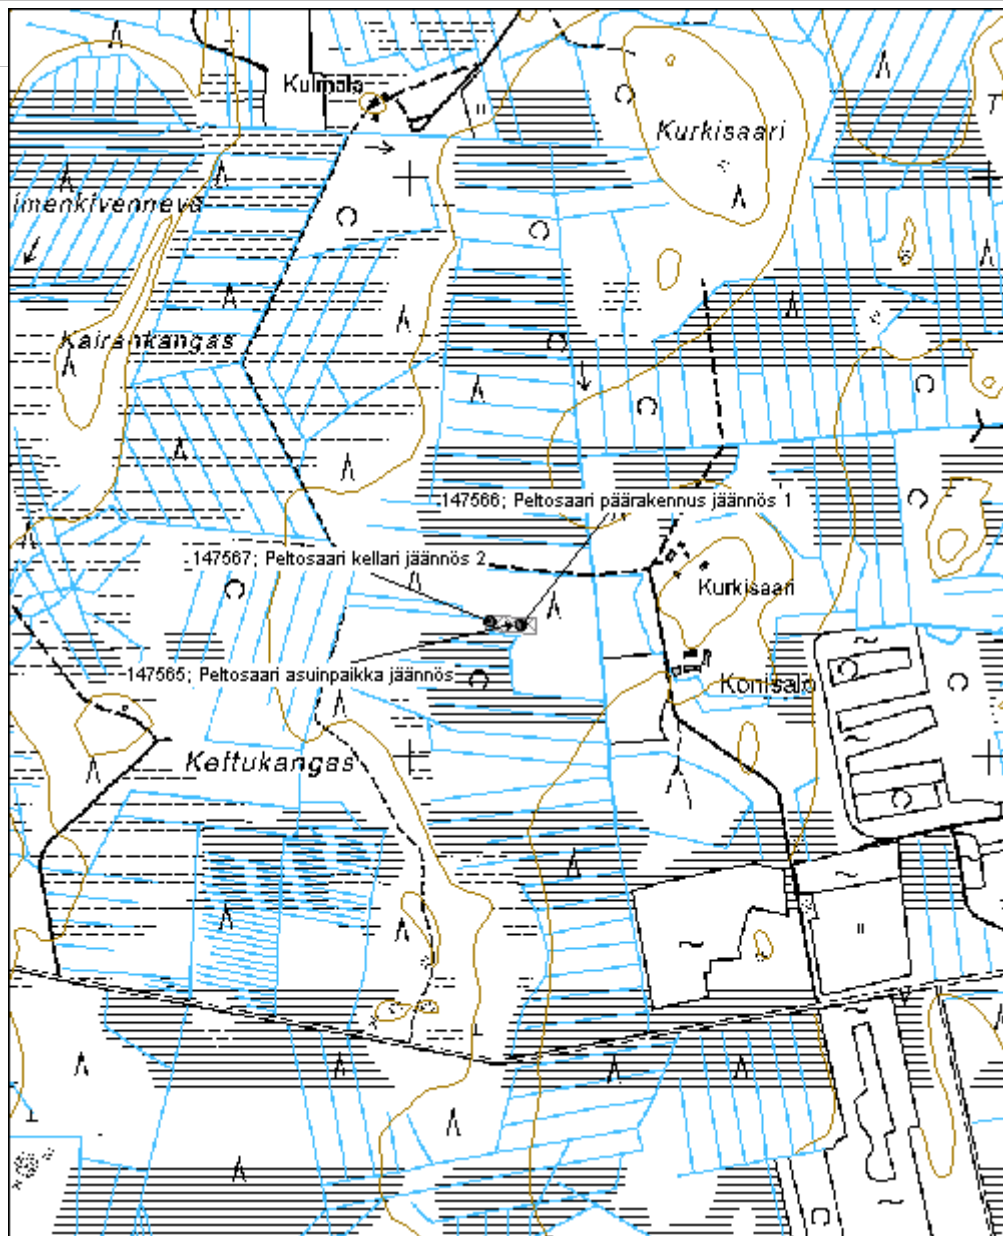 Kulmala
Kurkisaari
imenkivenneva
Kairankangas
147566; Peltosaari päärakennus jäännös 1
147567; Peltosaari kellari jäännös 2
Kurkisaari
147565; Peltosaari asuinpaikka jäännös
Konisalo
Kettukangas